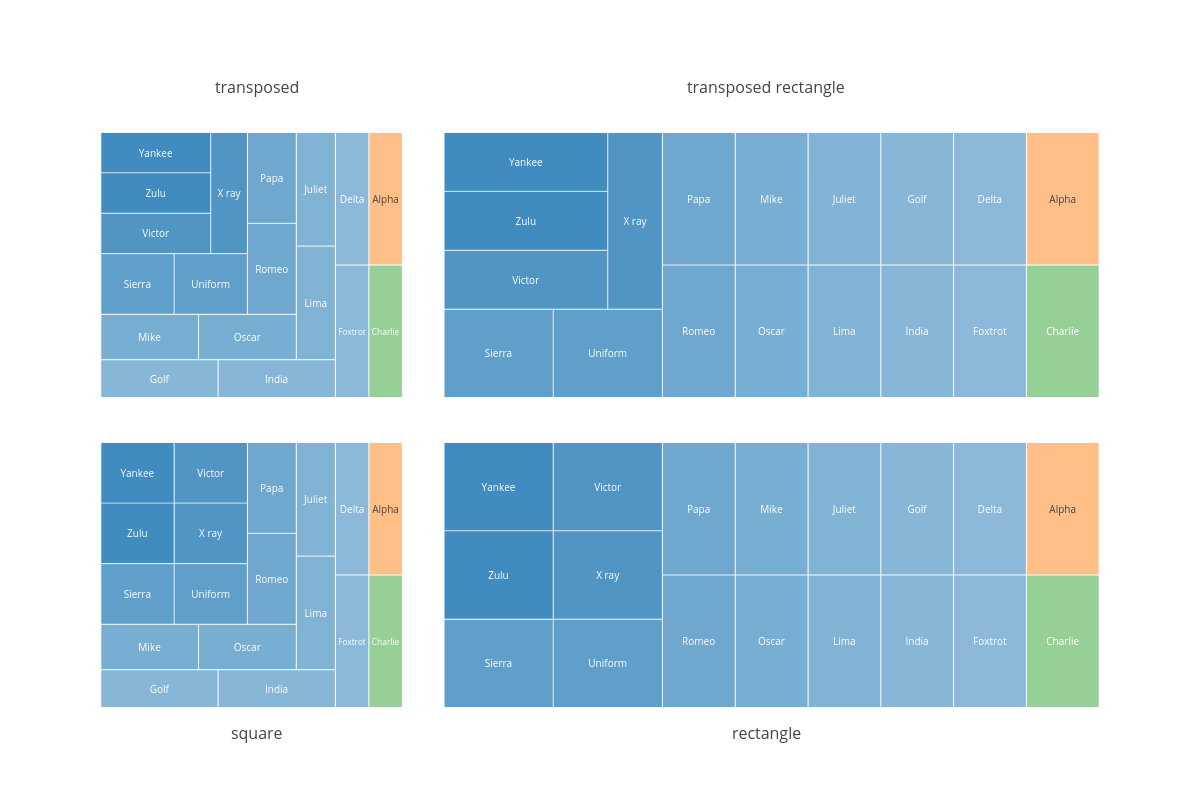 transposed
transposed rectangle
Yankee
Zulu
Victor
X ray
Sierra
Uniform
Papa
Romeo
Mike
Oscar
Juliet
Lima
Golf
India
Delta
Foxtrot
Alpha
Charlie
Yankee
Zulu
Victor
X ray
Sierra
Uniform
Papa
Mike
Juliet
Golf
Delta
Alpha
Romeo
Oscar
Lima
India
Foxtrot
Charlie
Yankee
Victor
Zulu
X ray
Sierra
Uniform
Papa
Romeo
Mike
Oscar
Juliet
Lima
Golf
India
Delta
Foxtrot
Alpha
Charlie
Yankee
Victor
Zulu
X ray
Sierra
Uniform
Papa
Mike
Juliet
Golf
Delta
Alpha
Romeo
Oscar
Lima
India
Foxtrot
Charlie
square
rectangle